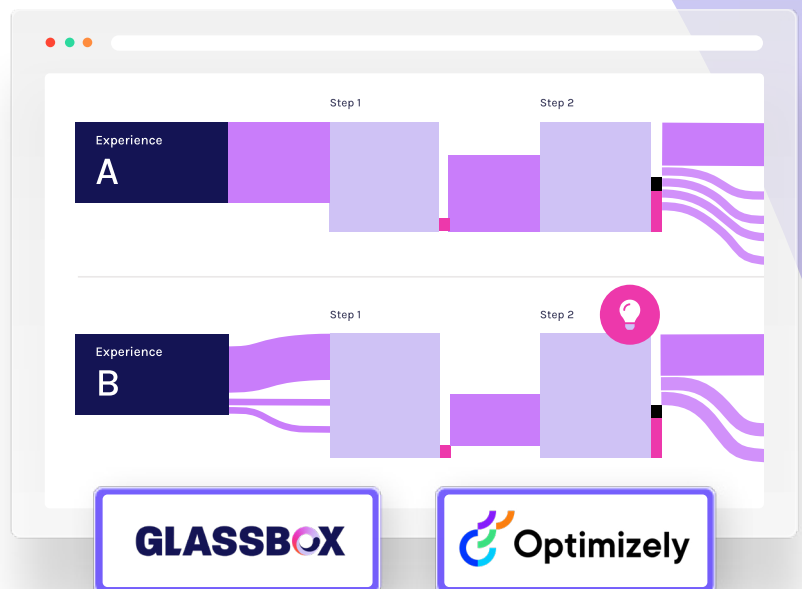 Step 1
Step 2
Experience
A
Step 1
Step 2
Experience
B
GLASSBOX
Optimizely